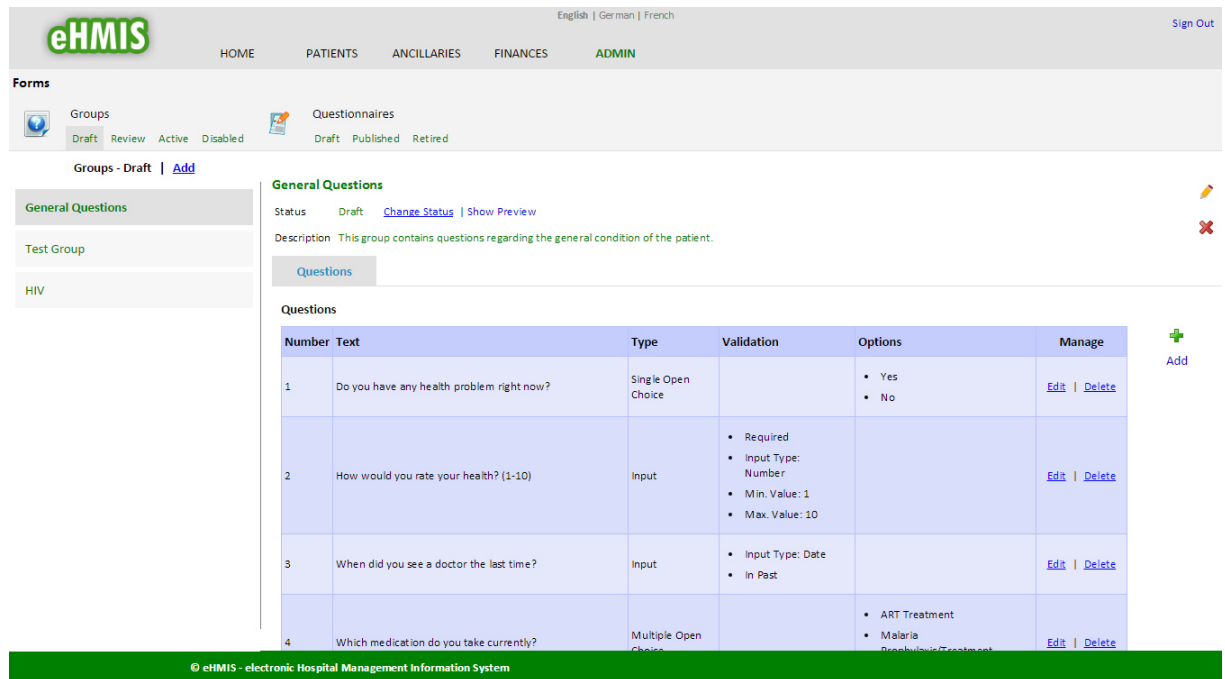 English | German | French
Sign Out
eHMIS
HOME PATIENTS ANCILLARIES FINANCES ADMIN
Forms
Groups
Draft Review Active Disabled
Questionnaires
Draft Published Retired
Groups - Draft | Add
General Questions
Test Group
HIV
General Questions
Status Draft Change Status | Show Preview
Description This group contains questions regarding the general condition of the patient.
Questions
Questions
Add
Number Text Type Validation Options Manage
1 Do you have any health problem right now? Single Open
Choice
• Yes
• No
Edit | Delete
2 How would you rate your health? (1-10) Input
• Required
• Input Type:
Number
• Min. Value: 1
• Max. Value: 10
Edit | Delete
3 When did you see a doctor the last time? Input
• Input Type: Date
• In Past
Edit | Delete
4 Which medication do you take currently? Multiple Open
Choice
• ART Treatment
• Malaria
Prophylaxis/Treatment
Edit | Delete
© eHMIS - electronic Hospital Management Information System